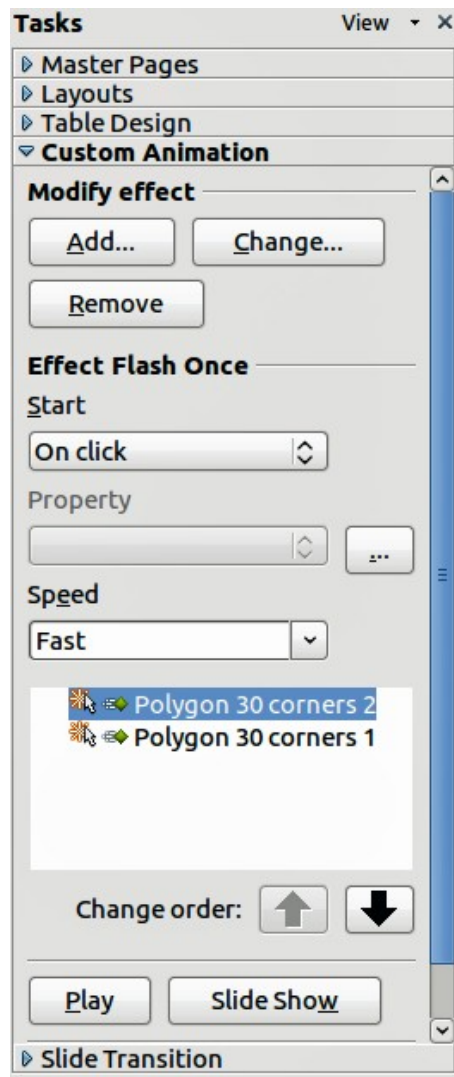 Tasks View
Master Pages
Layouts
Table Design
Custom Animation
Modify effect
Add... Change...
Remove
Effect Flash Once
Start
On click
Property
...
Speed
Fast
Polygon 30 corners 2
Polygon 30 corners 1
Change order:
Play Slide Show
Slide Transition